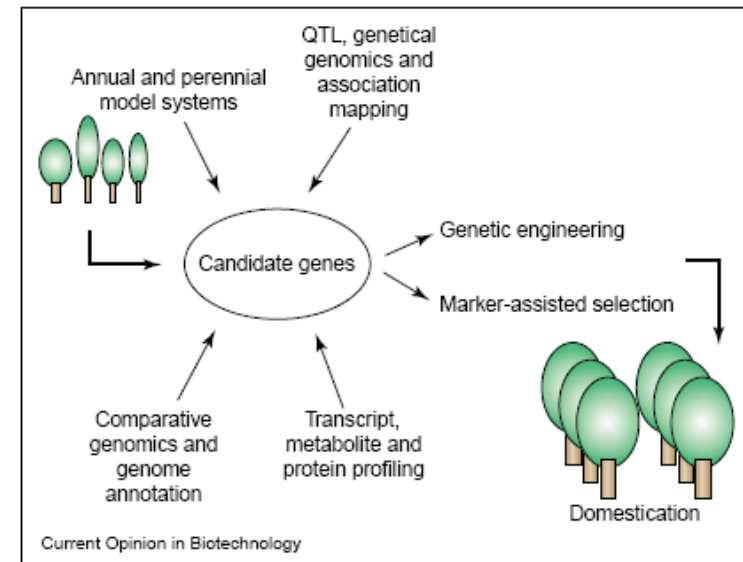 QTL, genetical
genomics and
association
mapping
Annual and perennial
model systems
Genetic engineering
Candidate genes
Marker-assisted selection
Comparative
genomics and
genome
annotation
Transcript,
metabolite and
protein profiling
Domestication
Current Opinion in Biotechnology